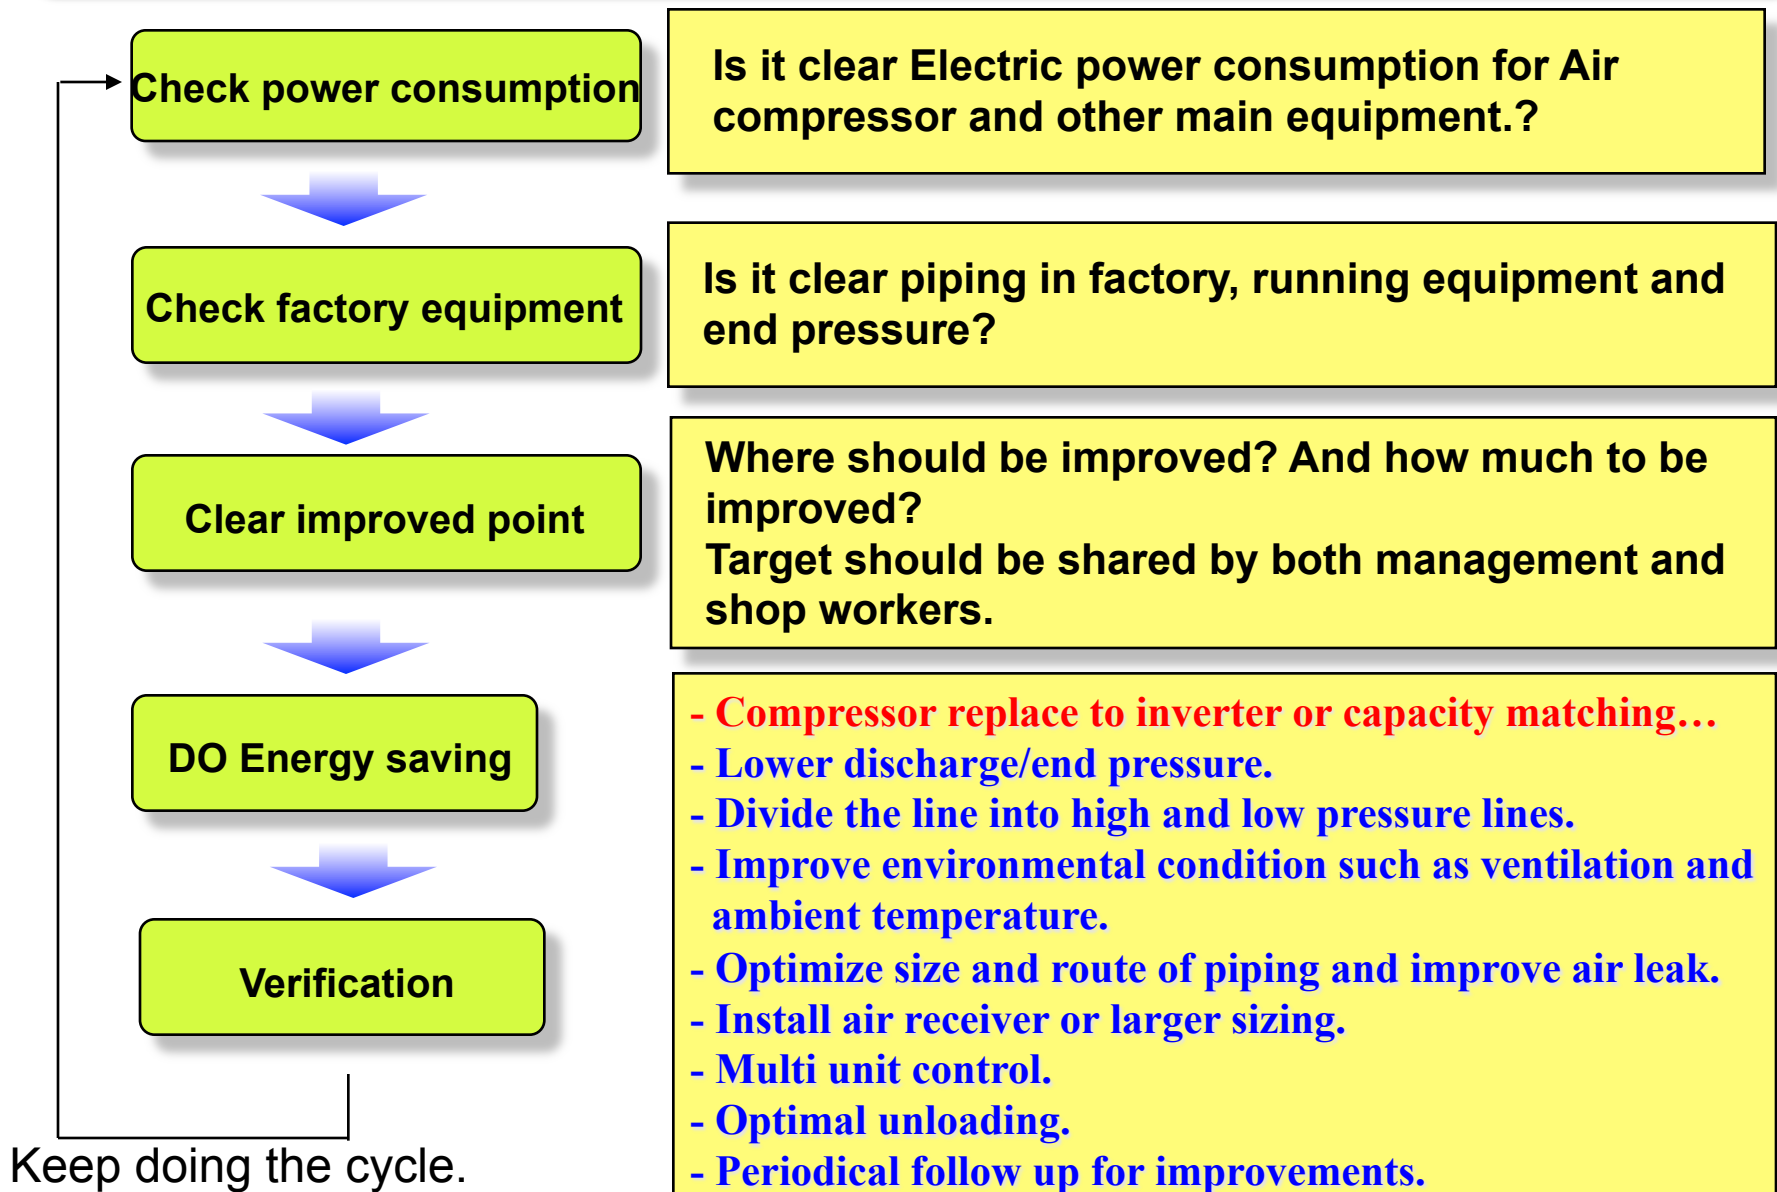 Check power consumption
Is it clear Electric power consumption for Air
compressor and other main equipment.?
Check factory equipment
Is it clear piping in factory, running equipment and
end pressure?
Clear improved point
Where should be improved? And how much to be
improved?
Target should be shared by both management and
shop workers.
DO Energy saving
- Compressor replace to inverter or capacity matching…
- Lower discharge/end pressure.
- Divide the line into high and low pressure lines.
- Improve environmental condition such as ventilation and
ambient temperature.
- Optimize size and route of piping and improve air leak.
- Install air receiver or larger sizing.
- Multi unit control.
- Optimal unloading.
- Periodical follow up for improvements.
Verification
Keep doing the cycle.